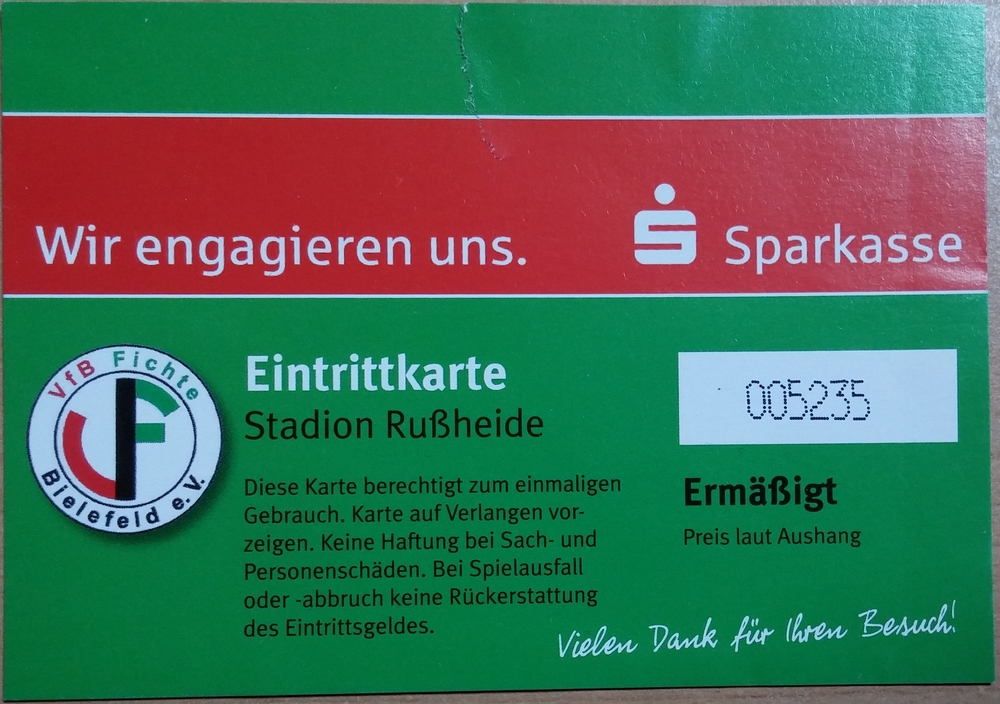 Wir engagieren uns.
Sparkasse
VfB Fichte
Bielefeld e.V.
Eintrittkarte
Stadion Rußheide
Diese Karte berechtigt zum einmaligen
Gebrauch. Karte auf Verlangen vor-
zeigen. Keine Haftung bei Sach- und
Personenschäden. Bei Spielausfall
oder -abbruch keine Rückerstattung
des Eintrittsgeldes.
005235
Ermäßigt
Preis laut Aushang
Vielen Dank für Ihren Besuch!